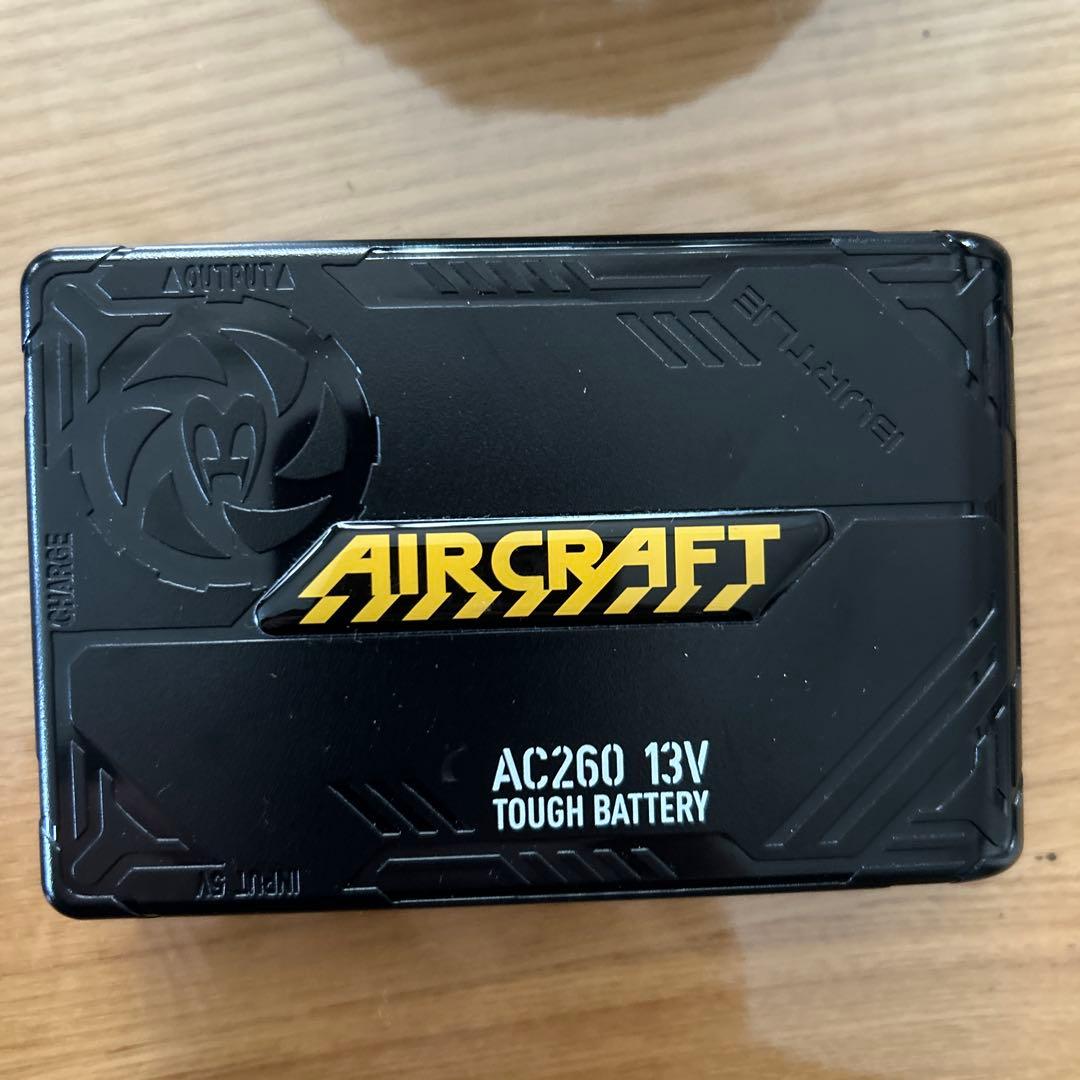 △OUTPUT△
BURTLE
CHARGE
AIRCRAFT
AC260 13V
TOUGH BATTERY
INPUT 5V